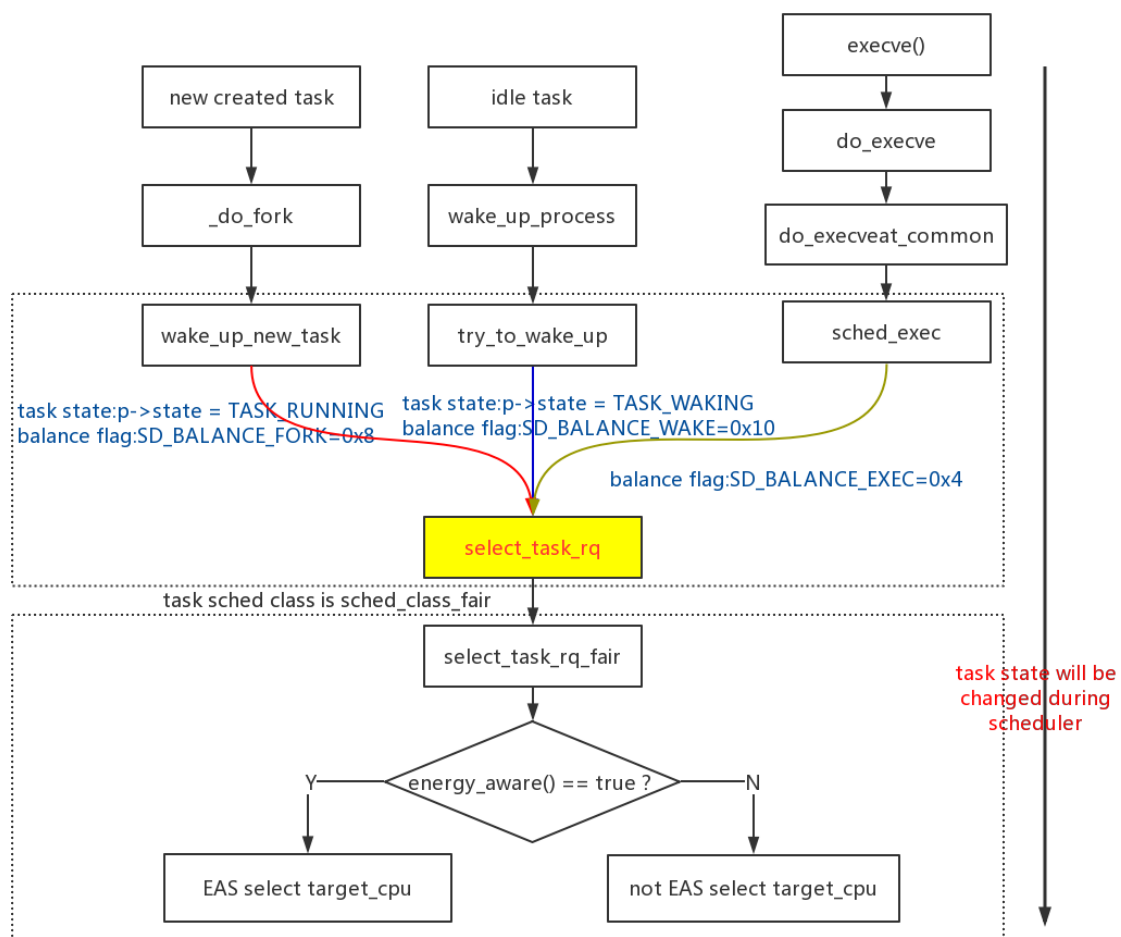 execve()
new created task
idle task
do_execve
_do_fork
wake_up_process
do_execveat_common
wake_up_new_task
try_to_wake_up
sched_exec
task state:p->state = TASK_RUNNING
balance flag:SD_BALANCE_FORK=0x8
task state:p->state = TASK_WAKING
balance flag:SD_BALANCE_WAKE=0x10
balance flag:SD_BALANCE_EXEC=0x4
select_task_rq
task sched class is sched_class_fair
select_task_rq_fair
task state will be
changed during
scheduler
energy_aware() == true ?
Y
N
EAS select target_cpu
not EAS select target_cpu